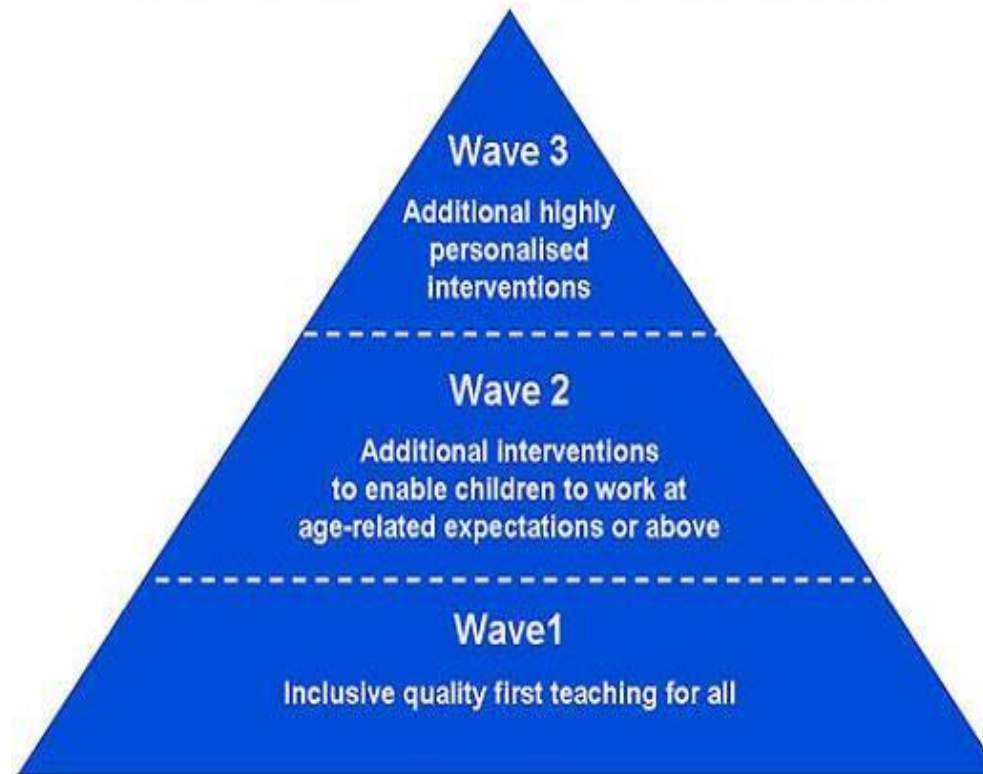 Wave 3
Additional highly
personalised
interventions
Wave 2
Additional interventions
to enable children to work at
age-related expectations or above
Wave1
Inclusive quality first teaching for all